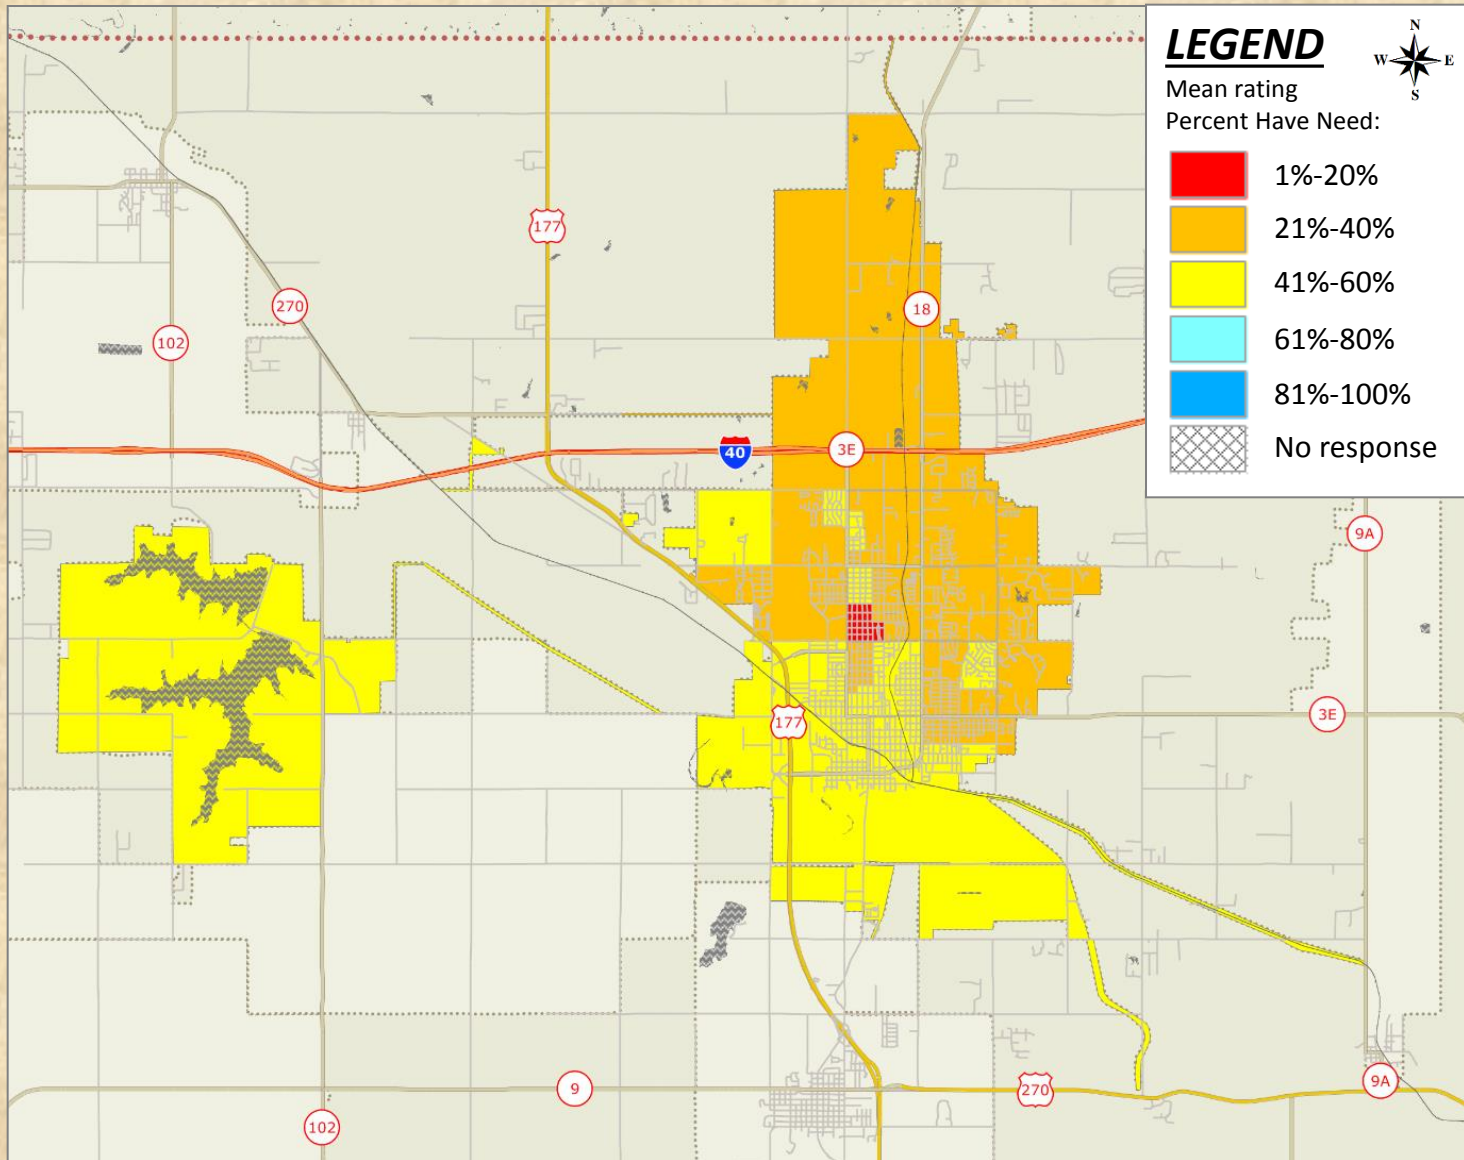 LEGEND
N
W E
S
Mean rating
Percent Have Need:
1%-20%
21%-40%
41%-60%
61%-80%
81%-100%
No response
177
270
18
102
40
3E
9A
3E
177
9
270
9A
102